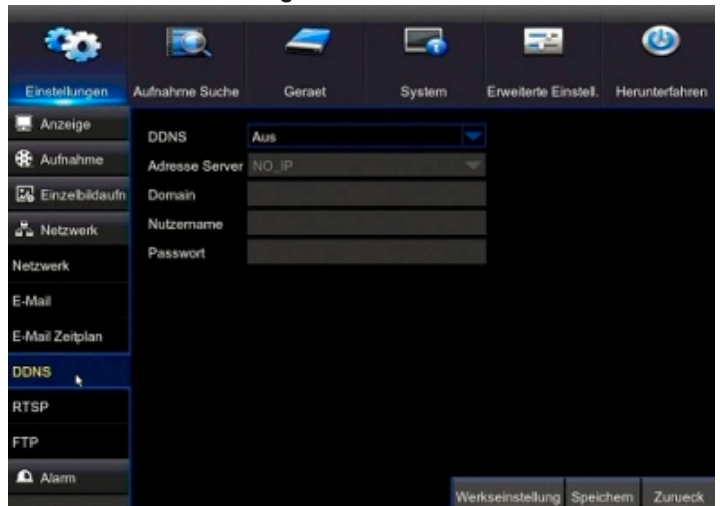 Einstellungen Aufnahme Suche Geraet System Erweiterte Einstell. Herunterfahren
Anzeige
Aufnahme
Einzelbildaufn
Netzwerk
Netzwerk
E-Mail
E-Mail Zeitplan
DDNS
RTSP
FTP
Alarm
DDNS Aus
Adresse Server NO_IP
Domain
Nutzername
Passwort
Werkseinstellung Speichern Zurueck